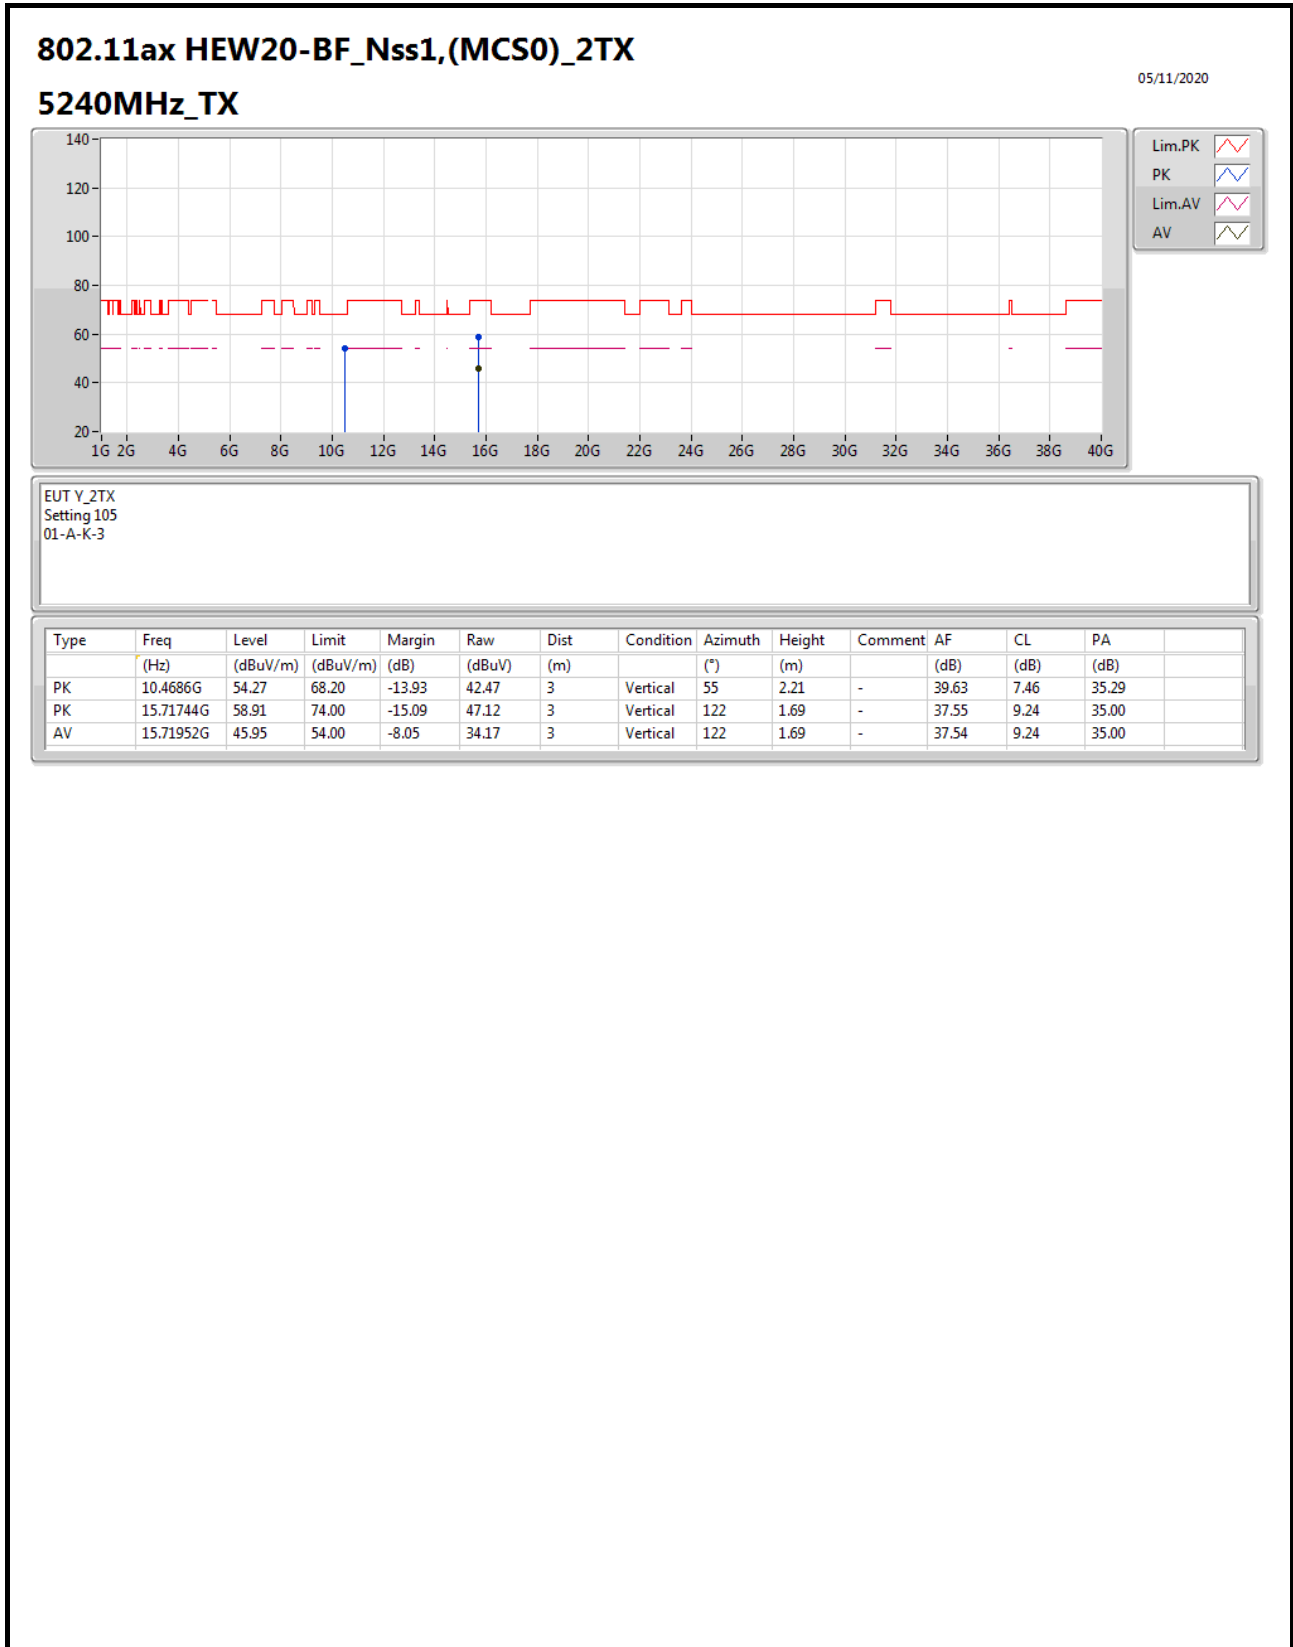 802.11ax HEW20-BF_Nss1,(MCS0)_2TX
05/11/2020
5240MHz_TX
140
120
100
80
60
40
20
1G 2G 4G 6G 8G 10G 12G 14G 16G 18G 20G 22G 24G 26G 28G 30G 32G 34G 36G 38G 40G
Lim.PK
PK
Lim.AV
AV
EUT Y_2TX
Setting 105
01-A-K-3
Type Freq Level Limit Margin Raw Dist Condition Azimuth Height Comment AF CL PA
(Hz) (dBuV/m) (dBuV/m) (dB) (dBuV) (m) (°) (m) (dB) (dB) (dB)
PK 10.4686G 54.27 68.20 -13.93 42.47 3 Vertical 55 2.21 - 39.63 7.46 35.29
PK 15.71744G 58.91 74.00 -15.09 47.12 3 Vertical 122 1.69 - 37.55 9.24 35.00
AV 15.71952G 45.95 54.00 -8.05 34.17 3 Vertical 122 1.69 - 37.54 9.24 35.00